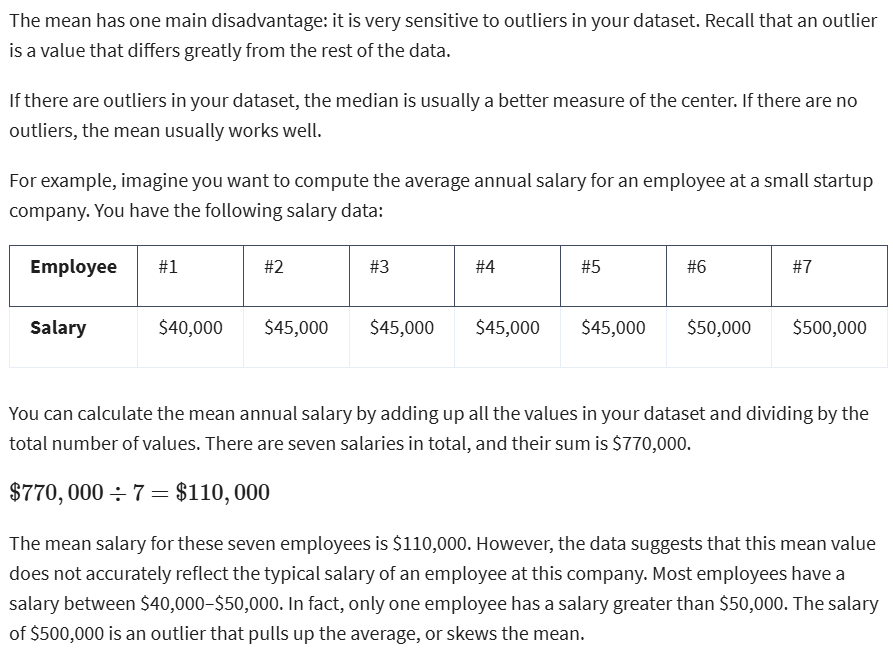 The mean has one main disadvantage: it is very sensitive to outliers in your dataset. Recall that an outlier
is a value that differs greatly from the rest of the data.
If there are outliers in your dataset, the median is usually a better measure of the center. If there are no
outliers, the mean usually works well.
For example, imagine you want to compute the average annual salary for an employee at a small startup
company. You have the following salary data:
Employee #1 #2 #3 #4 #5 #6 #7
Salary $40,000 $45,000 $45,000 $45,000 $45,000 $50,000 $500,000
You can calculate the mean annual salary by adding up all the values in your dataset and dividing by the
total number of values. There are seven salaries in total, and their sum is $770,000.
$770,000 ÷ 7 = $110,000
The mean salary for these seven employees is $110,000. However, the data suggests that this mean value
does not accurately reflect the typical salary of an employee at this company. Most employees have a
salary between $40,000–$50,000. In fact, only one employee has a salary greater than $50,000. The salary
of $500,000 is an outlier that pulls up the average, or skews the mean.